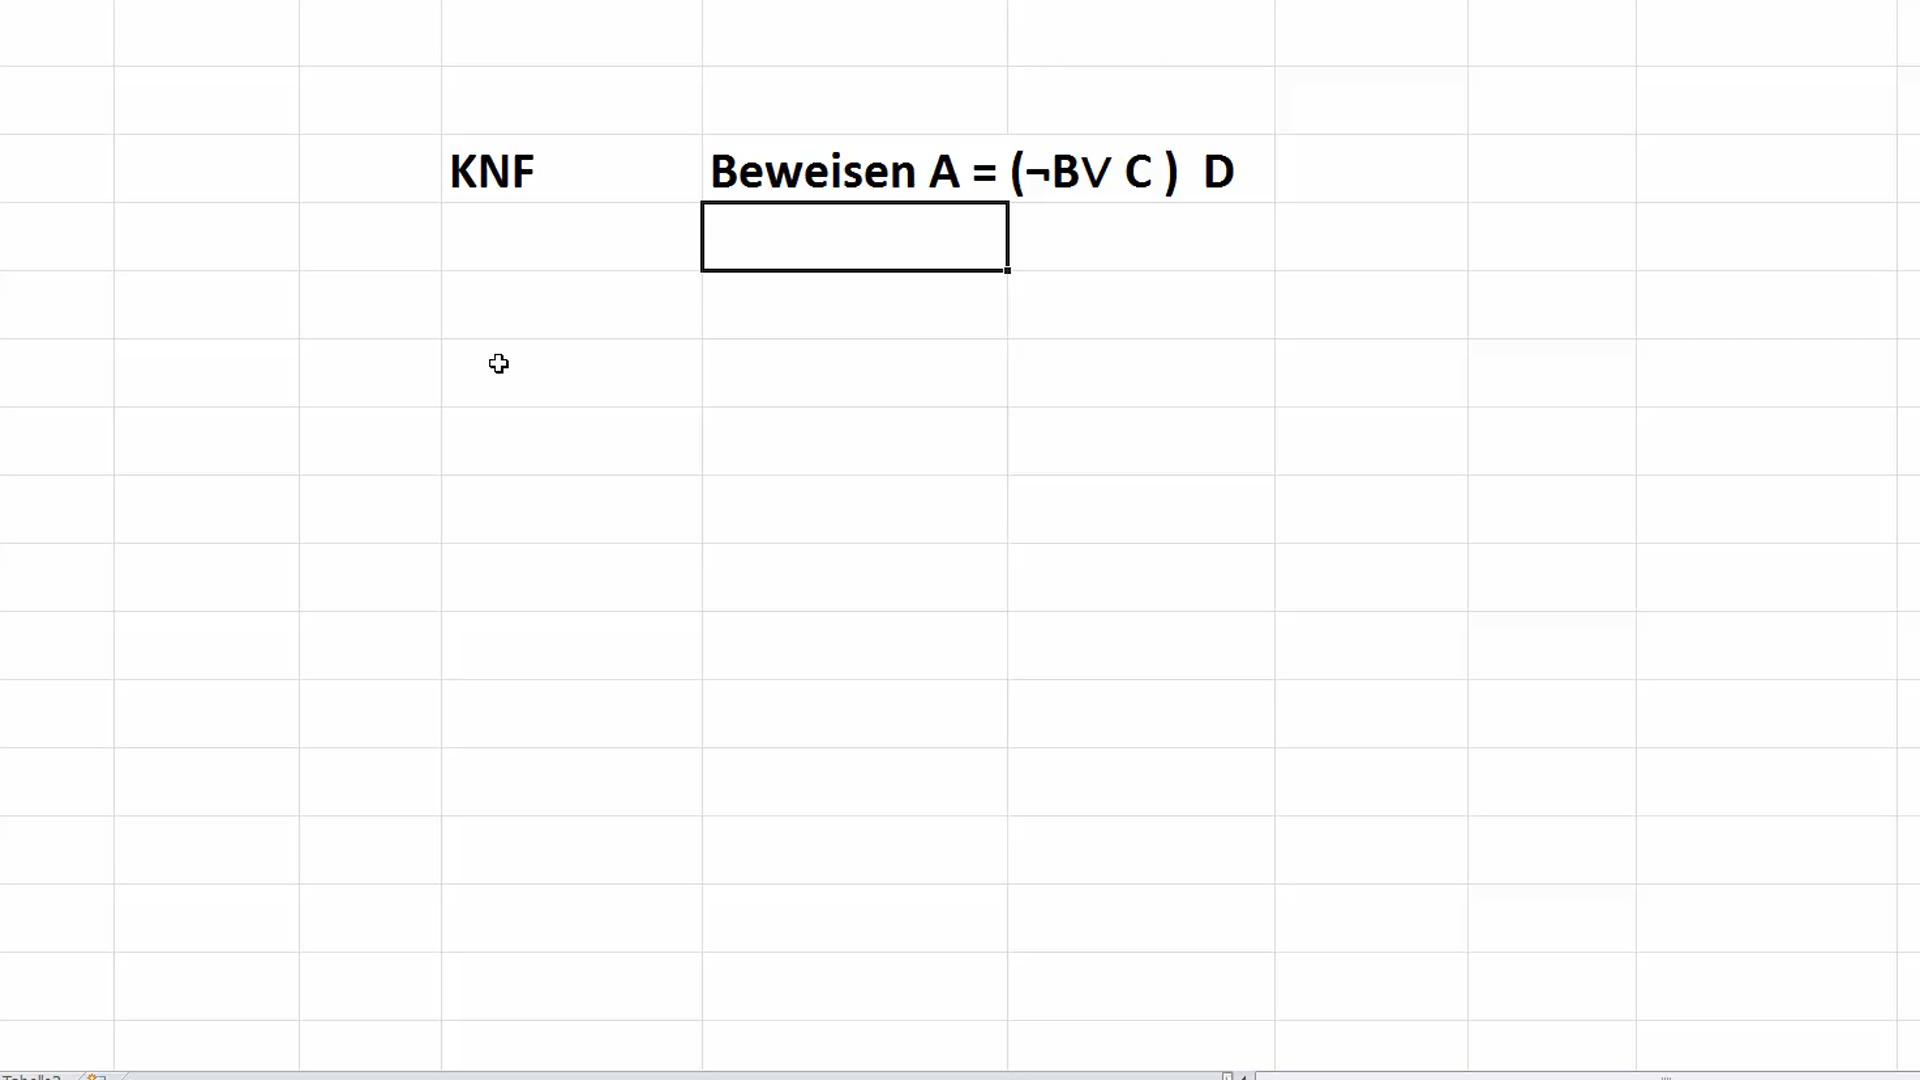 KNF Beweisen A = (¬B∨ C ) D